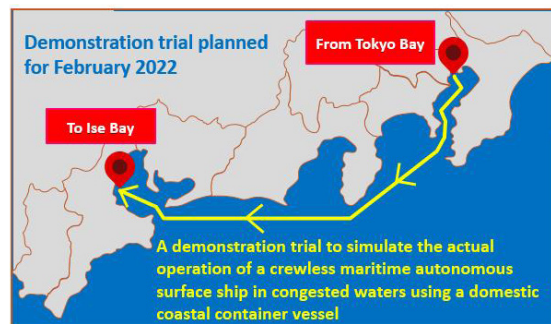 Demonstration trial planned
for February 2022
From Tokyo Bay
To Ise Bay
A demonstration trial to simulate the actual
operation of a crewless maritime autonomous
surface ship in congested waters using a domestic
coastal container vessel